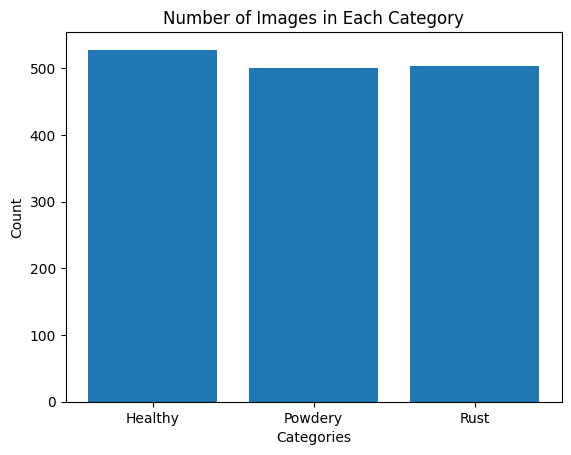 Number of Images in Each Category
500
400
300
200
100
0
Count
Healthy
Powdery
Rust
Categories